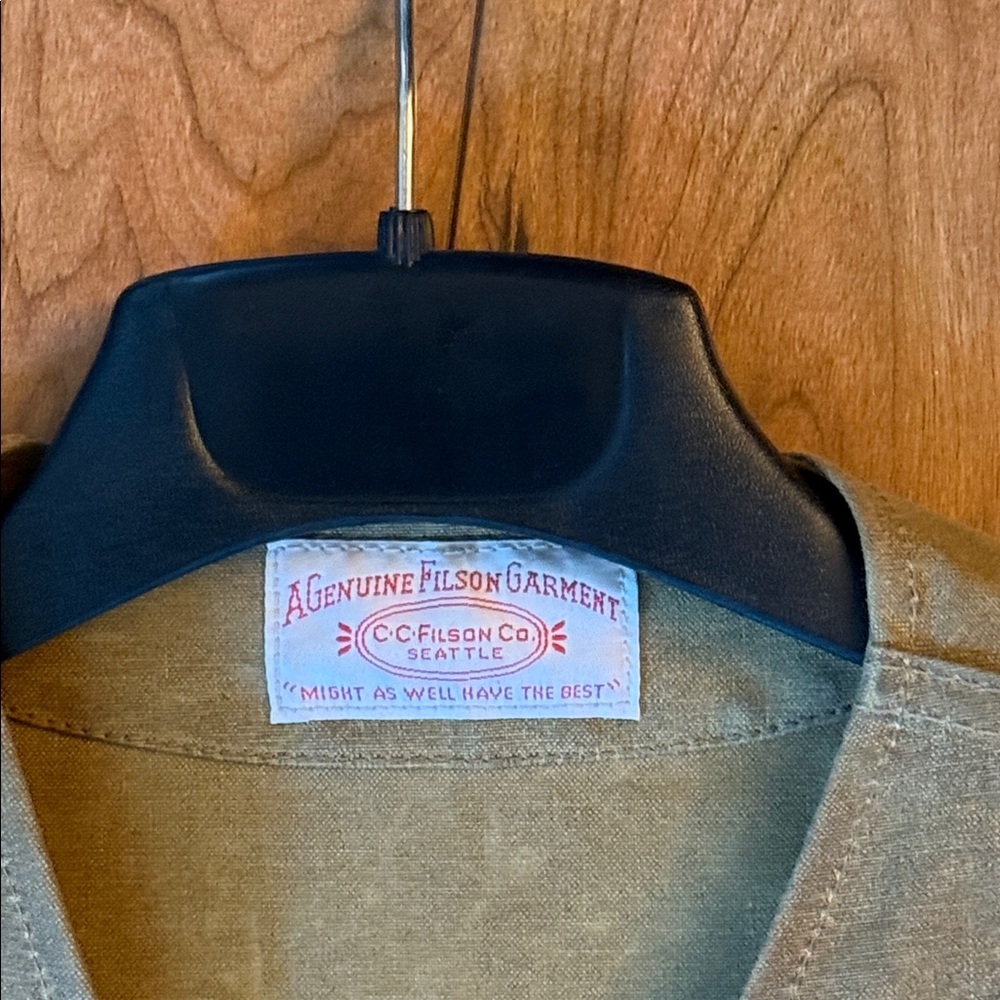 A GENUINE FILSON GARMENT
C·C·FILSON CO.
SEATTLE
"MIGHT AS WELL HAVE THE BEST"